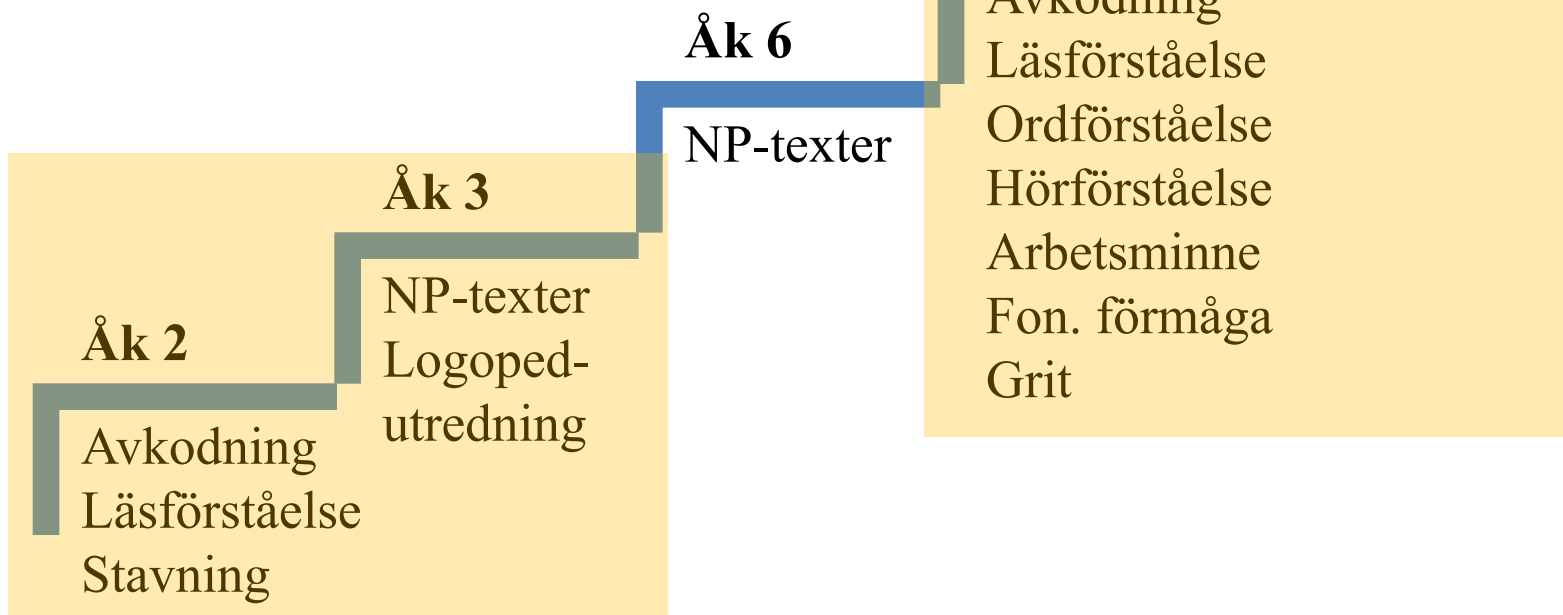 Åk 2
Avkodning
Läsförståelse
Stavning
Åk 3
NP-texter
Logoped-
utredning
Åk 6
NP-texter
Avkodning
Läsförståelse
Ordförståelse
Hörförståelse
Arbetsminne
Fon. förmåga
Grit